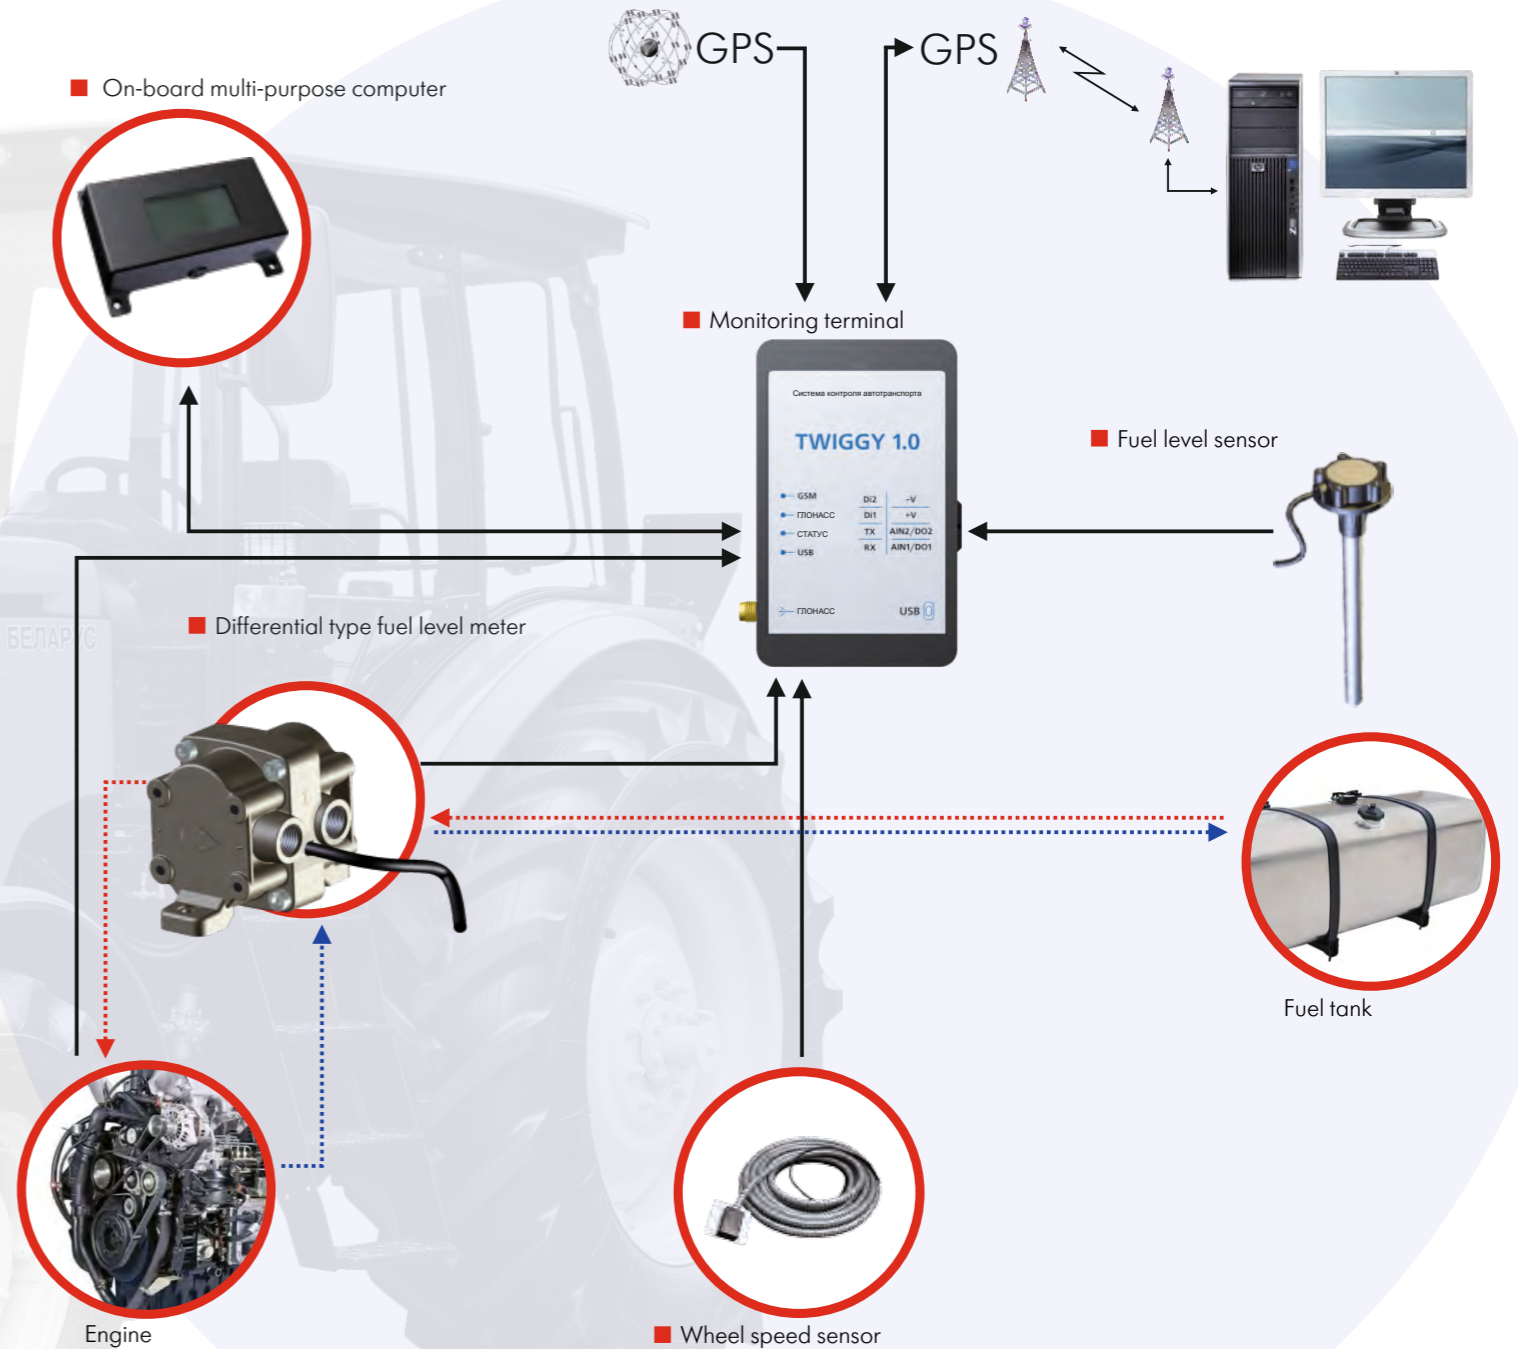 GPS
GPS
On-board multi-purpose computer
Monitoring terminal
Система контроля автотранспорта
TWIGGY 1.0
GSM
ГЛОНАСС
СТАТУС
USB
Di2 -V
Di1 +V
TX AIN2/DO2
RX AIN1/DO1
ГЛОНАСС
USB
Fuel level sensor
БЕЛАРУС
Differential type fuel level meter
Fuel tank
Engine
Wheel speed sensor